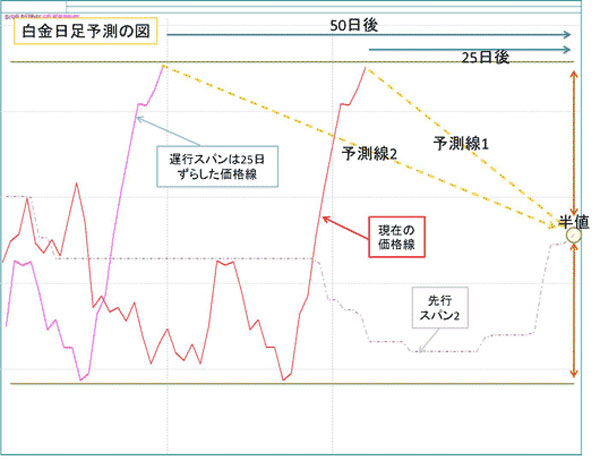 白金日足予測の図
50日後
25日後
遅行スパンは25日
ずらした価格線
予測線2
予測線1
半値
現在の
価格線
先行
スパン2